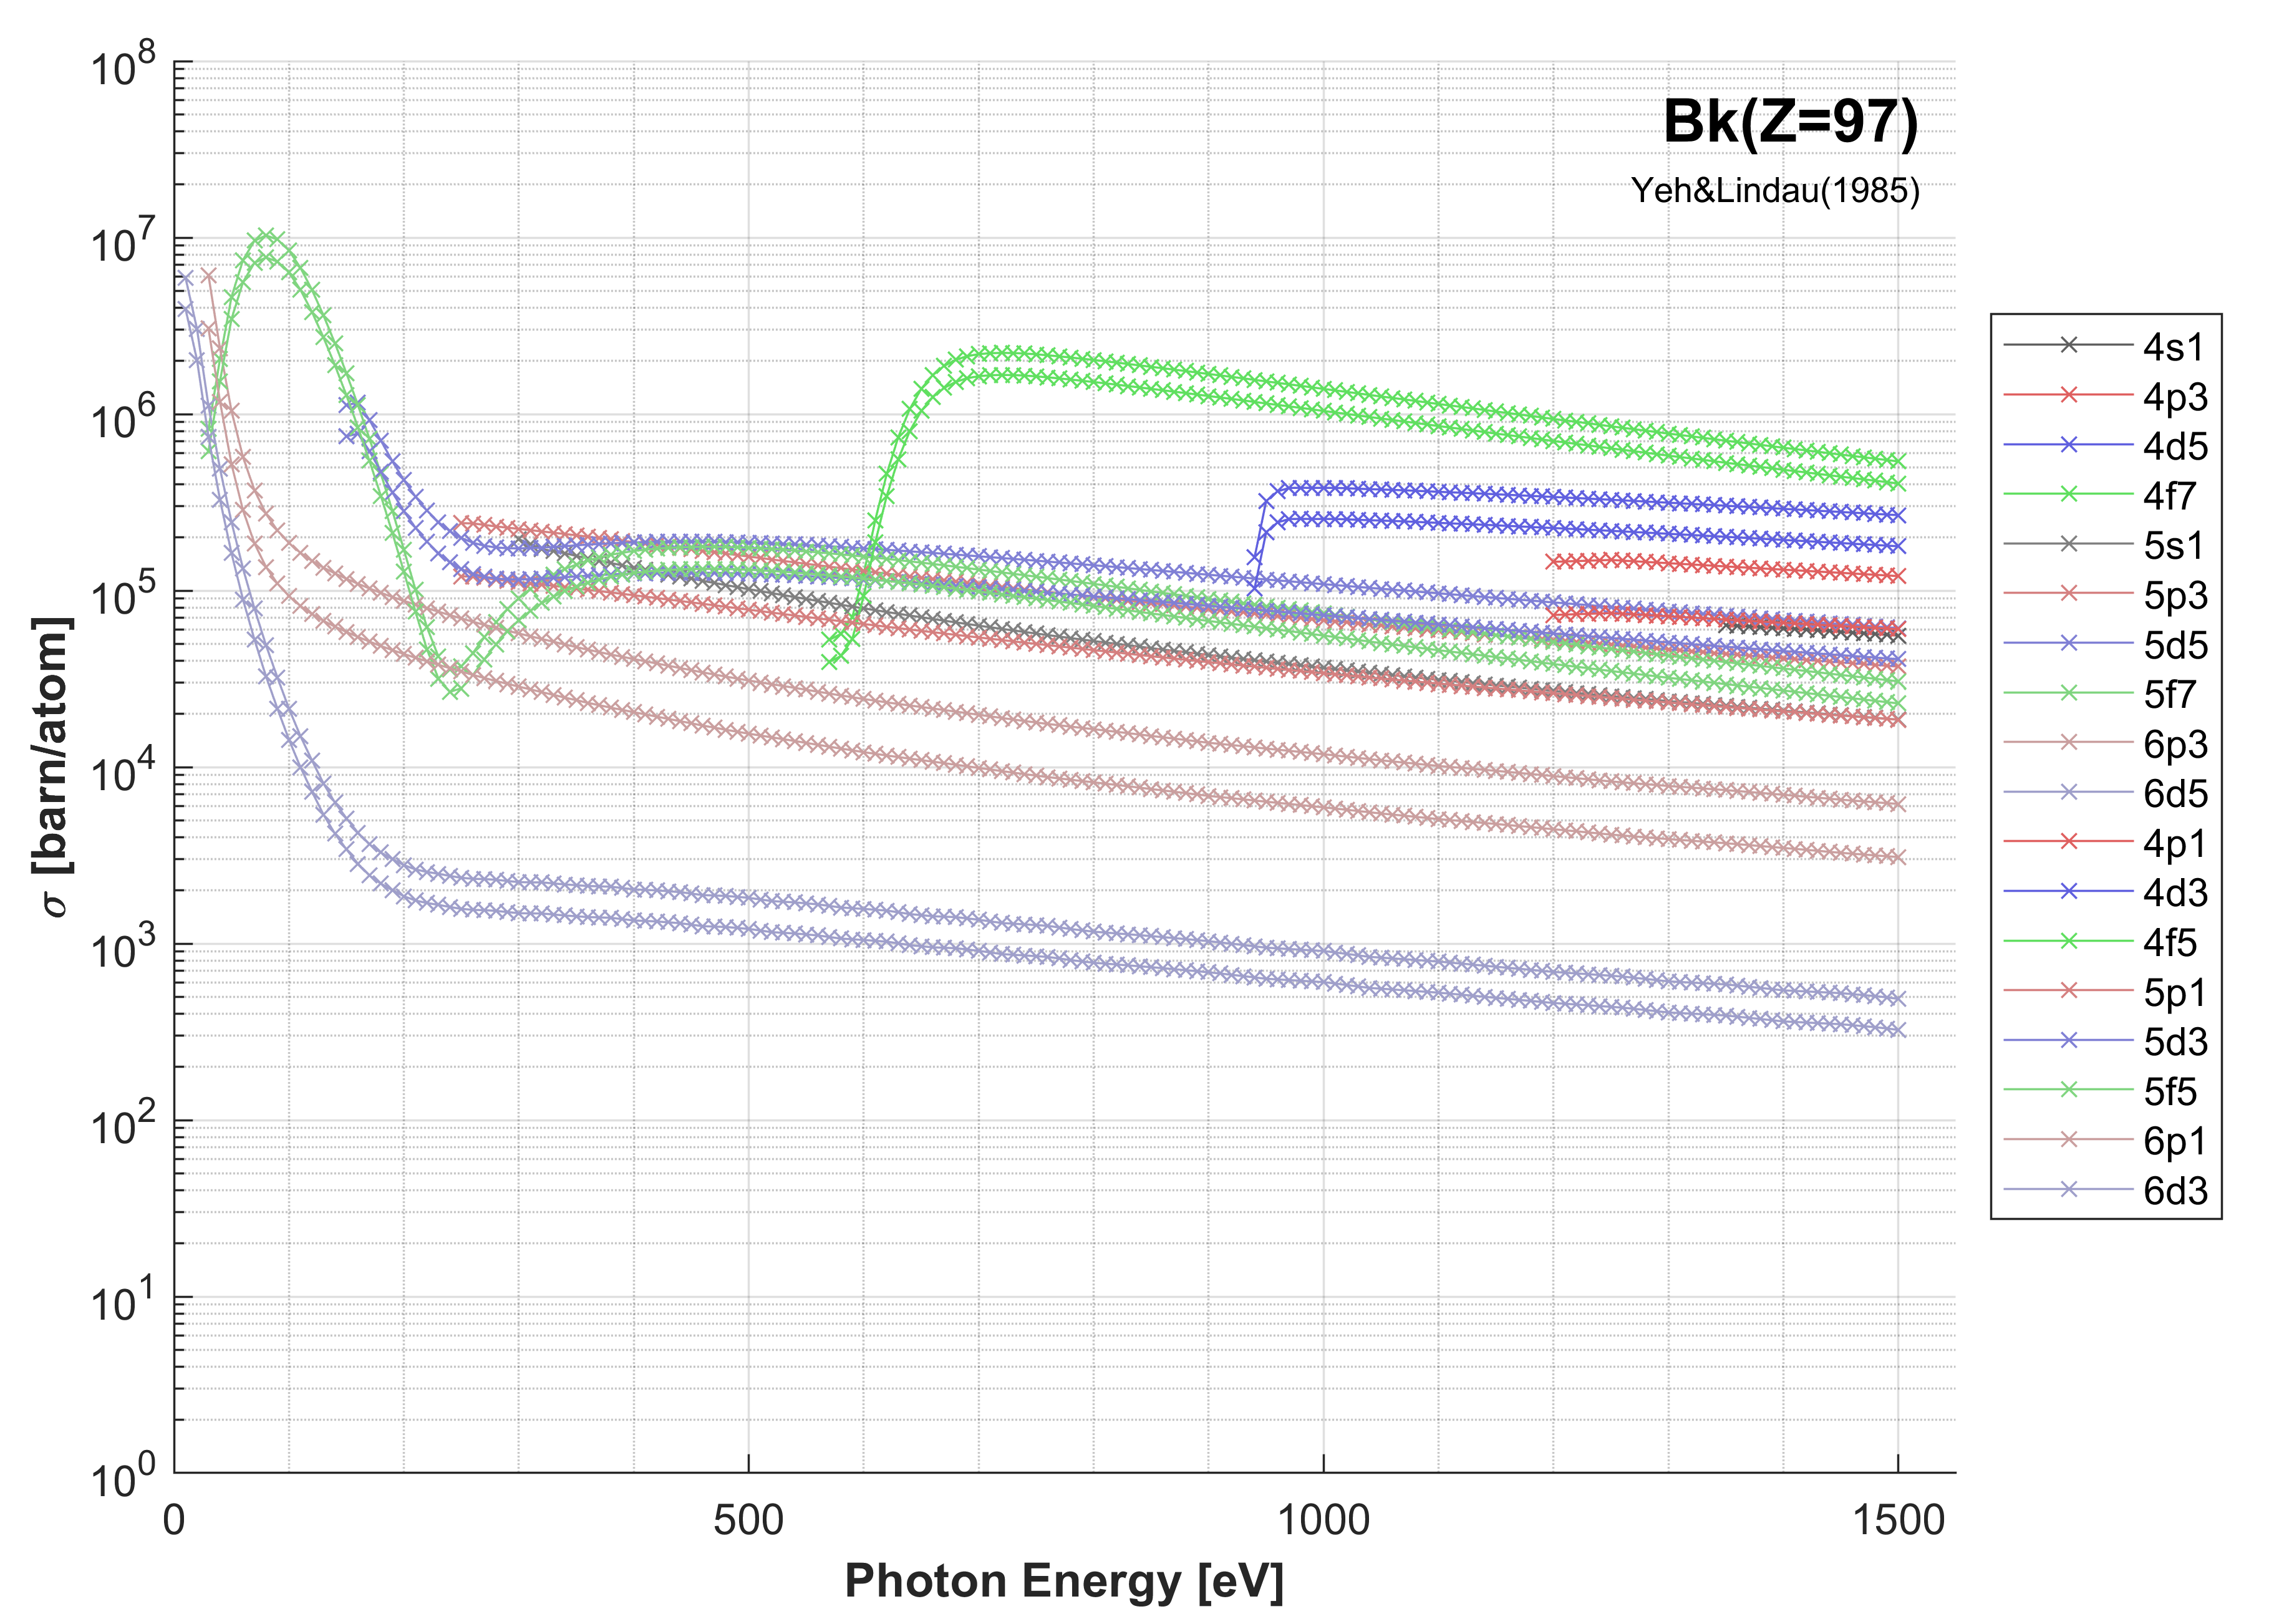 Bk(Z=97)
Yeh&Lindau(1985)
10^8
10^7
10^6
10^5
10^4
10^3
10^2
10^1
10^0
σ [barn/atom]
0 500 1000 1500
Photon Energy [eV]
4s1
4p3
4d5
4f7
5s1
5p3
5d5
5f7
6p3
6d5
4p1
4d3
4f5
5p1
5d3
5f5
6p1
6d3